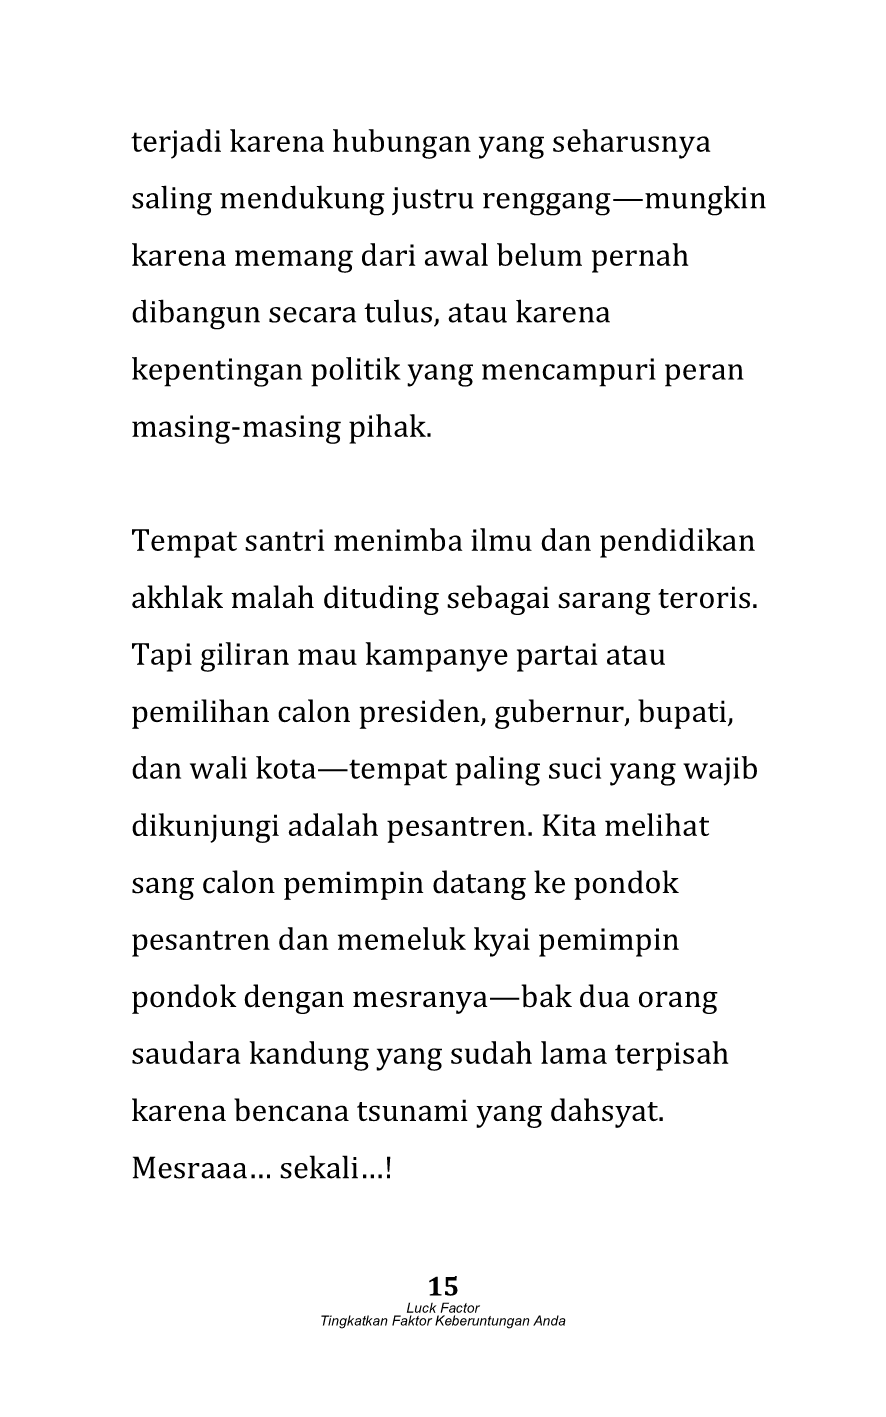 terjadi karena hubungan yang seharusnya
saling mendukung justru renggang—mungkin
karena memang dari awal belum pernah
dibangun secara tulus, atau karena
kepentingan politik yang mencampuri peran
masing-masing pihak.
Tempat santri menimba ilmu dan pendidikan
akhlak malah dituding sebagai sarang teroris.
Tapi giliran mau kampanye partai atau
pemilihan calon presiden, gubernur, bupati,
dan wali kota—tempat paling suci yang wajib
dikunjungi adalah pesantren. Kita melihat
sang calon pemimpin datang ke pondok
pesantren dan memeluk kyai pemimpin
pondok dengan mesranya—bak dua orang
saudara kandung yang sudah lama terpisah
karena bencana tsunami yang dahsyat.
Mesraaa… sekali…!
15
Luck Factor
Tingkatkan Faktor Keberuntungan Anda